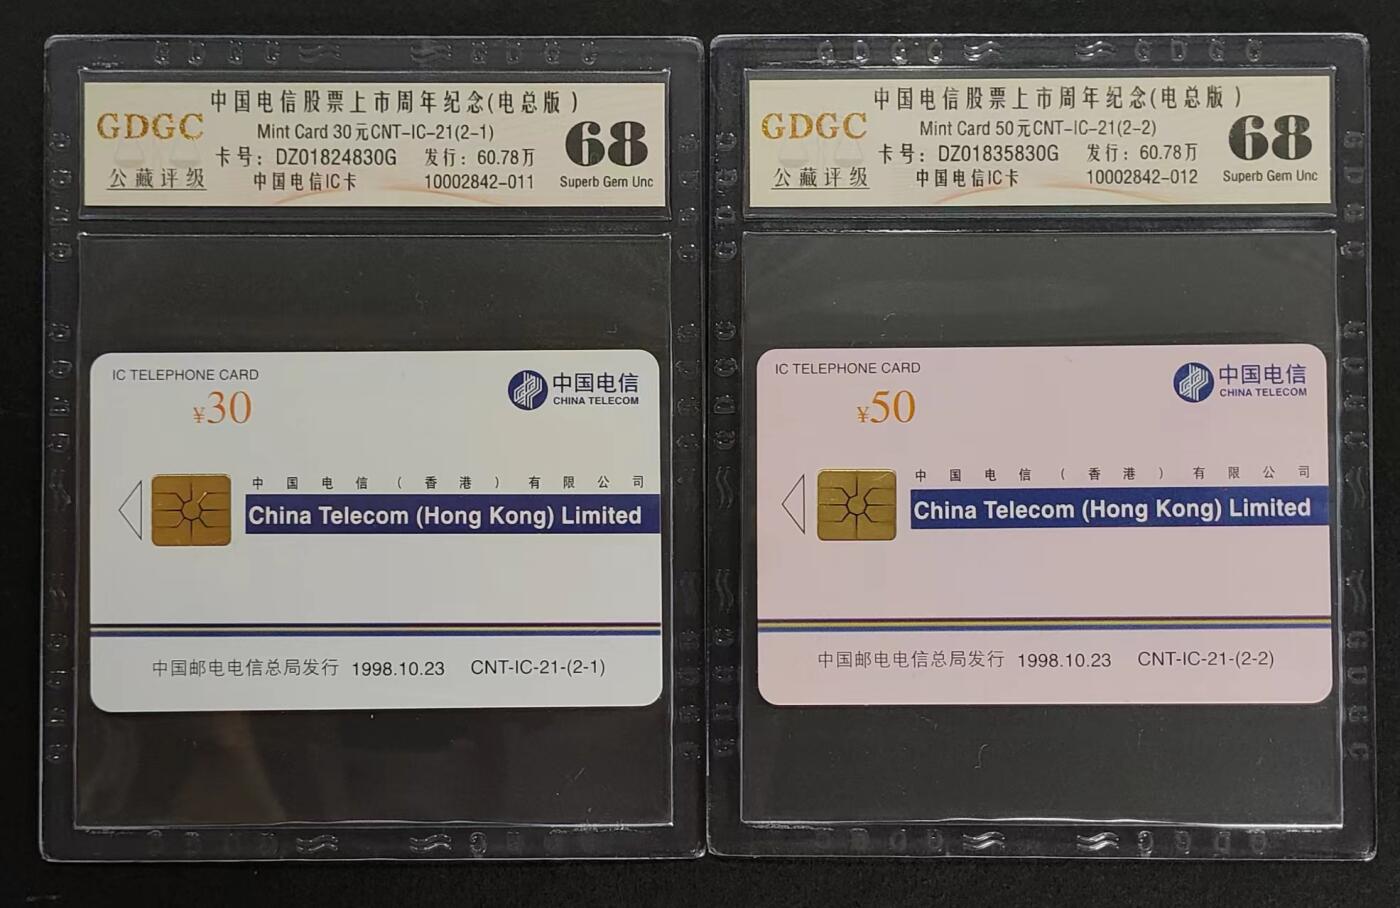 中国电信股票上市周年纪念(电总版)
GDGC
Mint Card 30元CNT-IC-21(2-1)
68
卡号: DZ01824830G 发行: 60.78万
公藏评级
中国电信IC卡 10002842-011
Superb Gem Unc
IC TELEPHONE CARD
¥30
中国电信
CHINA TELECOM
中国电信(香港)有限公司
China Telecom (Hong Kong) Limited
中国邮电电信总局发行 1998.10.23 CNT-IC-21-(2-1)
中国电信股票上市周年纪念(电总版)
GDGC
Mint Card 50元CNT-IC-21(2-2)
68
卡号: DZ01835830G 发行: 60.78万
公藏评级
中国电信IC卡 10002842-012
Superb Gem Unc
IC TELEPHONE CARD
¥50
中国电信
CHINA TELECOM
中国电信(香港)有限公司
China Telecom (Hong Kong) Limited
中国邮电电信总局发行 1998.10.23 CNT-IC-21-(2-2)